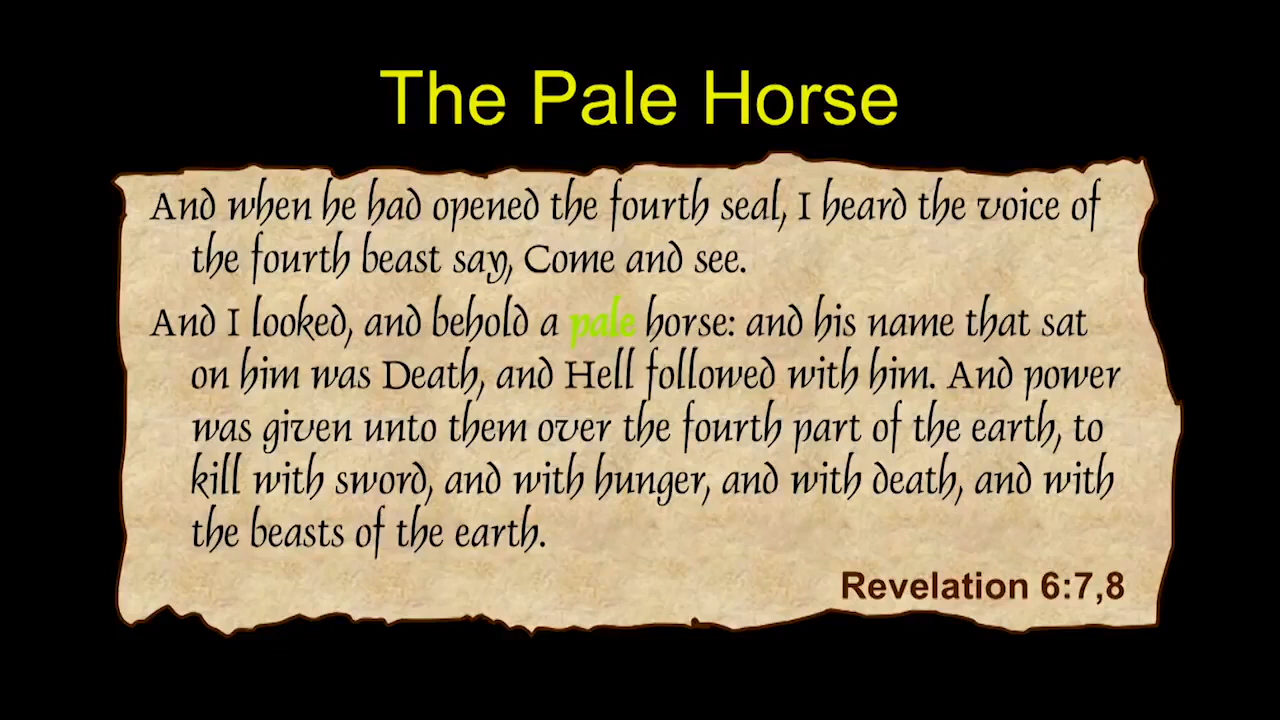 The Pale Horse
And when he had opened the fourth seal, I heard the voice of
the fourth beast say, Come and see.
And I looked, and behold a pale horse: and his name that sat
on him was Death, and Hell followed with him. And power
was given unto them over the fourth part of the earth, to
kill with sword, and with hunger, and with death, and with
the beasts of the earth.
Revelation 6:7,8